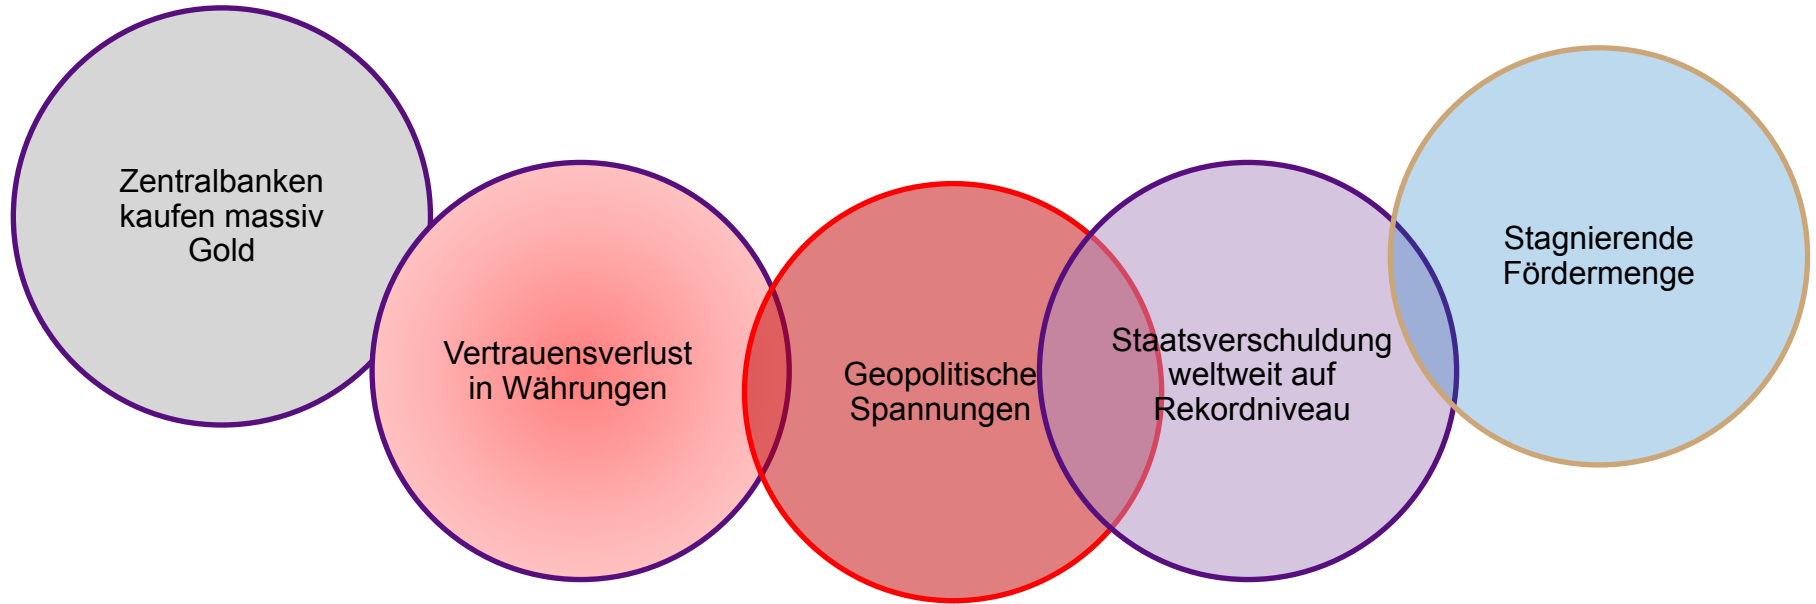 Zentralbanken
kaufen massiv
Gold
Vertrauensverlust
in Währungen
Geopolitische
Spannungen
Staatsverschuldung
weltweit auf
Rekordniveau
Stagnierende
Fördermenge